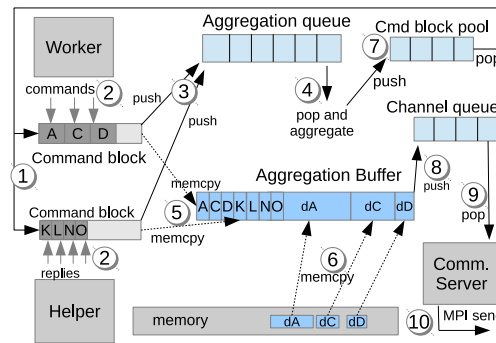 Aggregation queue
Cmd block pool
Worker
7
pop
commands
2
3
4
push
push
A C D
pop and
aggregate
Channel queue
push
Command block
1
memcpy
Aggregation Buffer
8
push
9
Command block
5
A C D K L N O dA dC dD
pop
K L N O
memcpy
2
6
memcpy
replies
Comm.
Server
Helper
memory
dA dC dD
10
MPI send